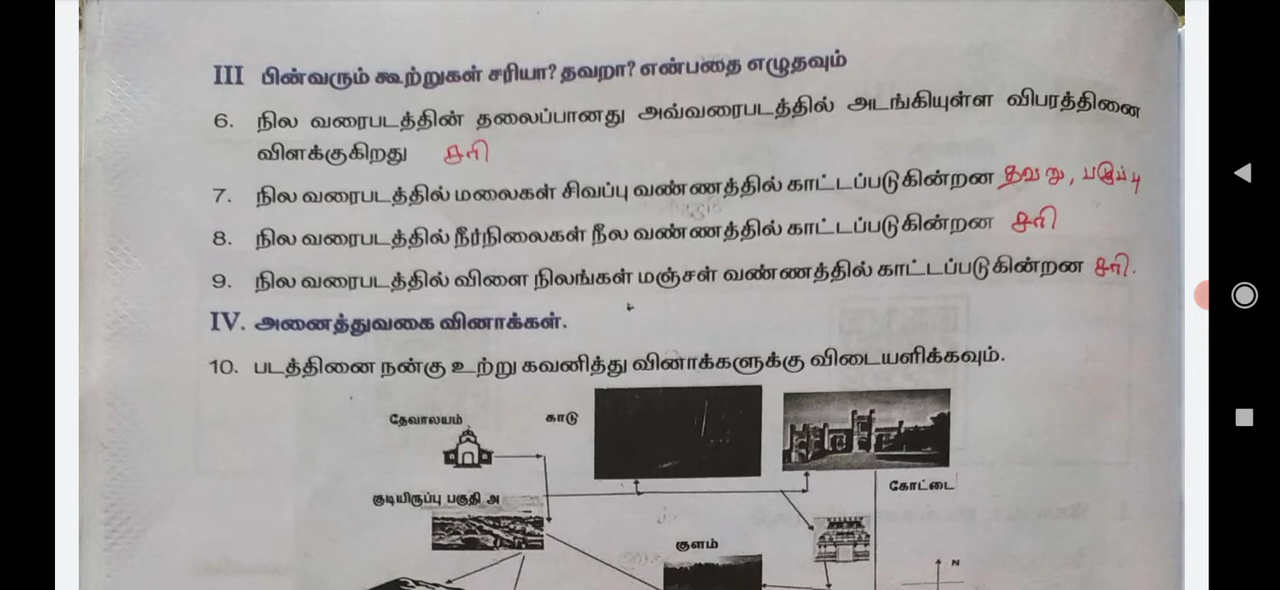 III பின்வரும் கூற்றுகள் சரியா? தவறா? என்பதை எழுதவும்
6. நில வரைபடத்தின் தலைப்பானது அவ்வரைபடத்தில் அடங்கியுள்ள விபரத்தினை
விளக்குகிறது சரி
7. நில வரைபடத்தில் மலைகள் சிவப்பு வண்ணத்தில் காட்டப்படுகின்றன தவறு,
8. நில வரைபடத்தில் நீர்நிலைகள் நீல வண்ணத்தில் காட்டப்படுகின்றன சரி
9. நில வரைபடத்தில் விளை நிலங்கள் மஞ்சள் வண்ணத்தில் காட்டப்படுகின்றன சரி.
IV. அனைத்துவகை வினாக்கள்.
10. படத்தினை நன்கு உற்று கவனித்து வினாக்களுக்கு விடையளிக்கவும்.
தேவாலயம்
காடு
கோட்டை
குடியிருப்பு பகுதி அ
குளம்
N